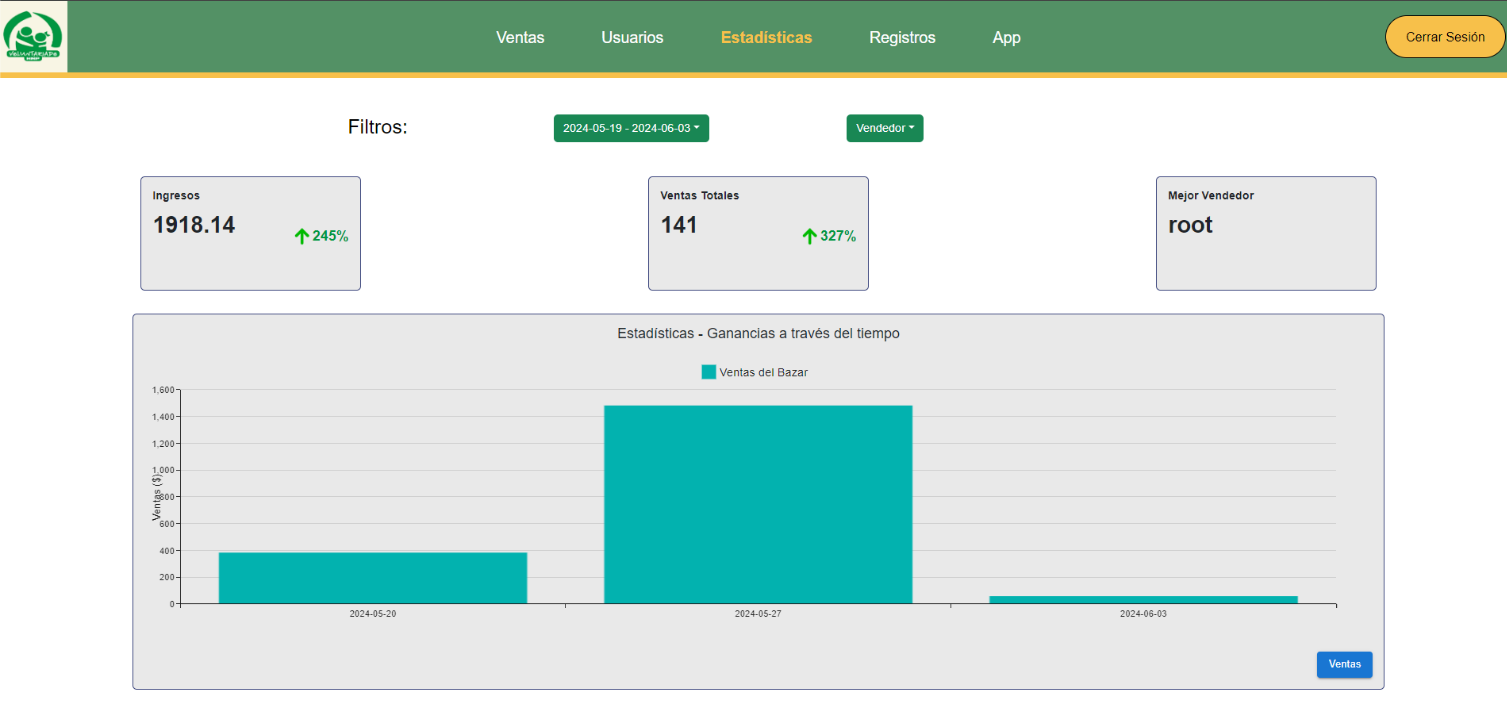 VOLUNTARIADO
Ventas Usuarios Estadísticas Registros App Cerrar Sesión
Filtros: 2024-05-19 - 2024-06-03 Vendedor
Ingresos
1918.14
245%
Ventas Totales
141
327%
Mejor Vendedor
root
Estadísticas - Ganancias a través del tiempo
Ventas del Bazar
1,600
1,400
1,200
1,000
800
600
400
200
0
Ventas ($)
2024-05-20 2024-05-27 2024-06-03
Ventas